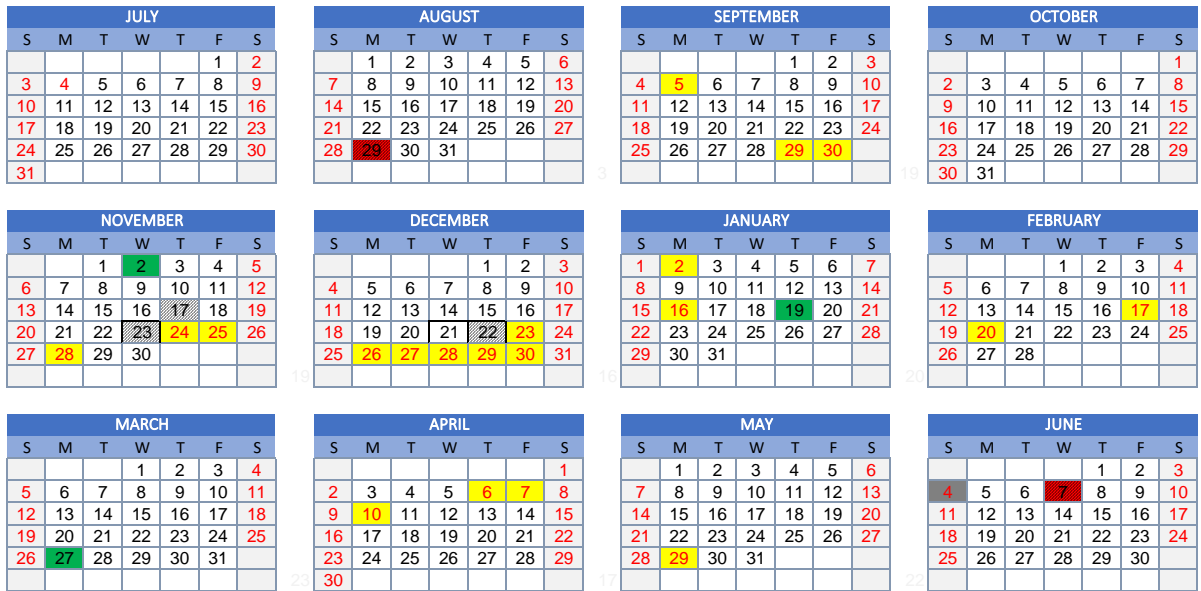 JULY AUGUST SEPTEMBER OCTOBER
S M T W T F S S M T W T F S S M T W T F S S M T W T F S
1 2 1 2 3 4 5 6 1 2 3 1
3 4 5 6 7 8 9 7 8 9 10 11 12 13 4 5 6 7 8 9 10 2 3 4 5 6 7 8
10 11 12 13 14 15 16 14 15 16 17 18 19 20 11 12 13 14 15 16 17 9 10 11 12 13 14 15
17 18 19 20 21 22 23 21 22 23 24 25 26 27 18 19 20 21 22 23 24 16 17 18 19 20 21 22
24 25 26 27 28 29 30 28 29 30 31 25 26 27 28 29 30 23 24 25 26 27 28 29
31 3 19 30 31
NOVEMBER DECEMBER JANUARY FEBRUARY
S M T W T F S S M T W T F S S M T W T F S S M T W T F S
1 2 3 4 5 1 2 3 1 2 3 4 5 6 7 1 2 3 4
6 7 8 9 10 11 12 4 5 6 7 8 9 10 8 9 10 11 12 13 14 5 6 7 8 9 10 11
13 14 15 16 17 18 19 11 12 13 14 15 16 17 15 16 17 18 19 20 21 12 13 14 15 16 17 18
20 21 22 23 24 25 26 18 19 20 21 22 23 24 22 23 24 25 26 27 28 19 20 21 22 23 24 25
27 28 29 30 25 26 27 28 29 30 31 29 30 31 26 27 28
19 16 20
MARCH APRIL MAY JUNE
S M T W T F S S M T W T F S S M T W T F S S M T W T F S
1 2 3 4 1 1 2 3 4 5 6 1 2 3
5 6 7 8 9 10 11 2 3 4 5 6 7 8 7 8 9 10 11 12 13 4 5 6 7 8 9 10
12 13 14 15 16 17 18 9 10 11 12 13 14 15 14 15 16 17 18 19 20 11 12 13 14 15 16 17
19 20 21 22 23 24 25 16 17 18 19 20 21 22 21 22 23 24 25 26 27 18 19 20 21 22 23 24
26 27 28 29 30 31 23 24 25 26 27 28 29 28 29 30 31 25 26 27 28 29 30
23 30 17 22